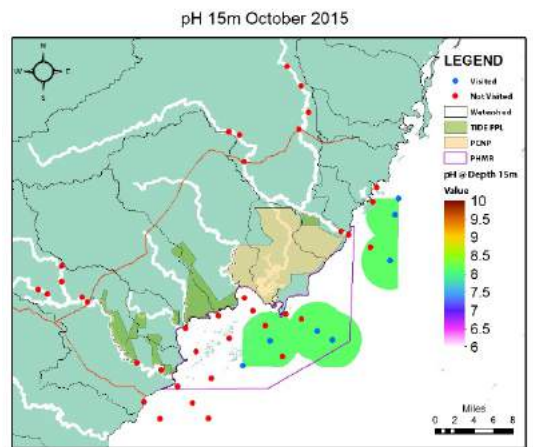 pH 15m October 2015
N
W E
S
LEGEND
Visited
Not Visited
Watershed
TIDE PPL
PCNP
PHMR
pH @ Depth 15m
Value
10
9.5
9
8.5
8
7.5
7
6.5
6
Miles
0 2 4 6 8